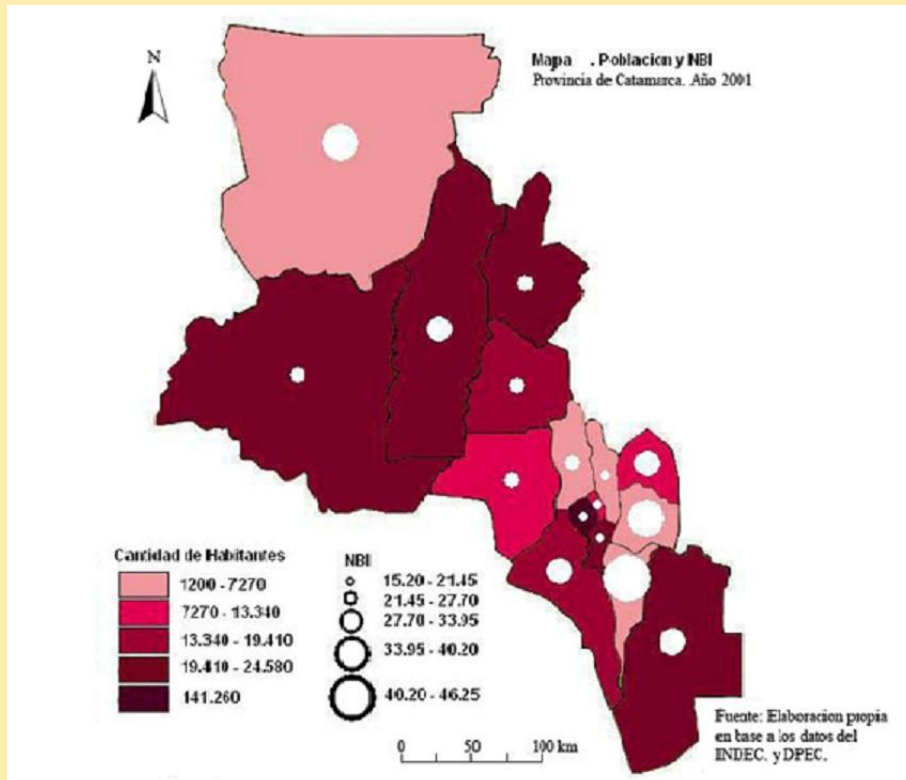 N
Mapa . Poblacion y NBI
Provincia de Catamarca. Año 2001
Cantidad de Habitantes
1200 - 7270
7270 - 13.340
13.340 - 19.410
19.410 - 24.580
141.260
NBI
15.20 - 21.45
21.45 - 27.70
27.70 - 33.95
33.95 - 40.20
40.20 - 46.25
0 50 100 km
Fuente: Elaboracion propia
en base a los datos del
INDEC. y DPEC.